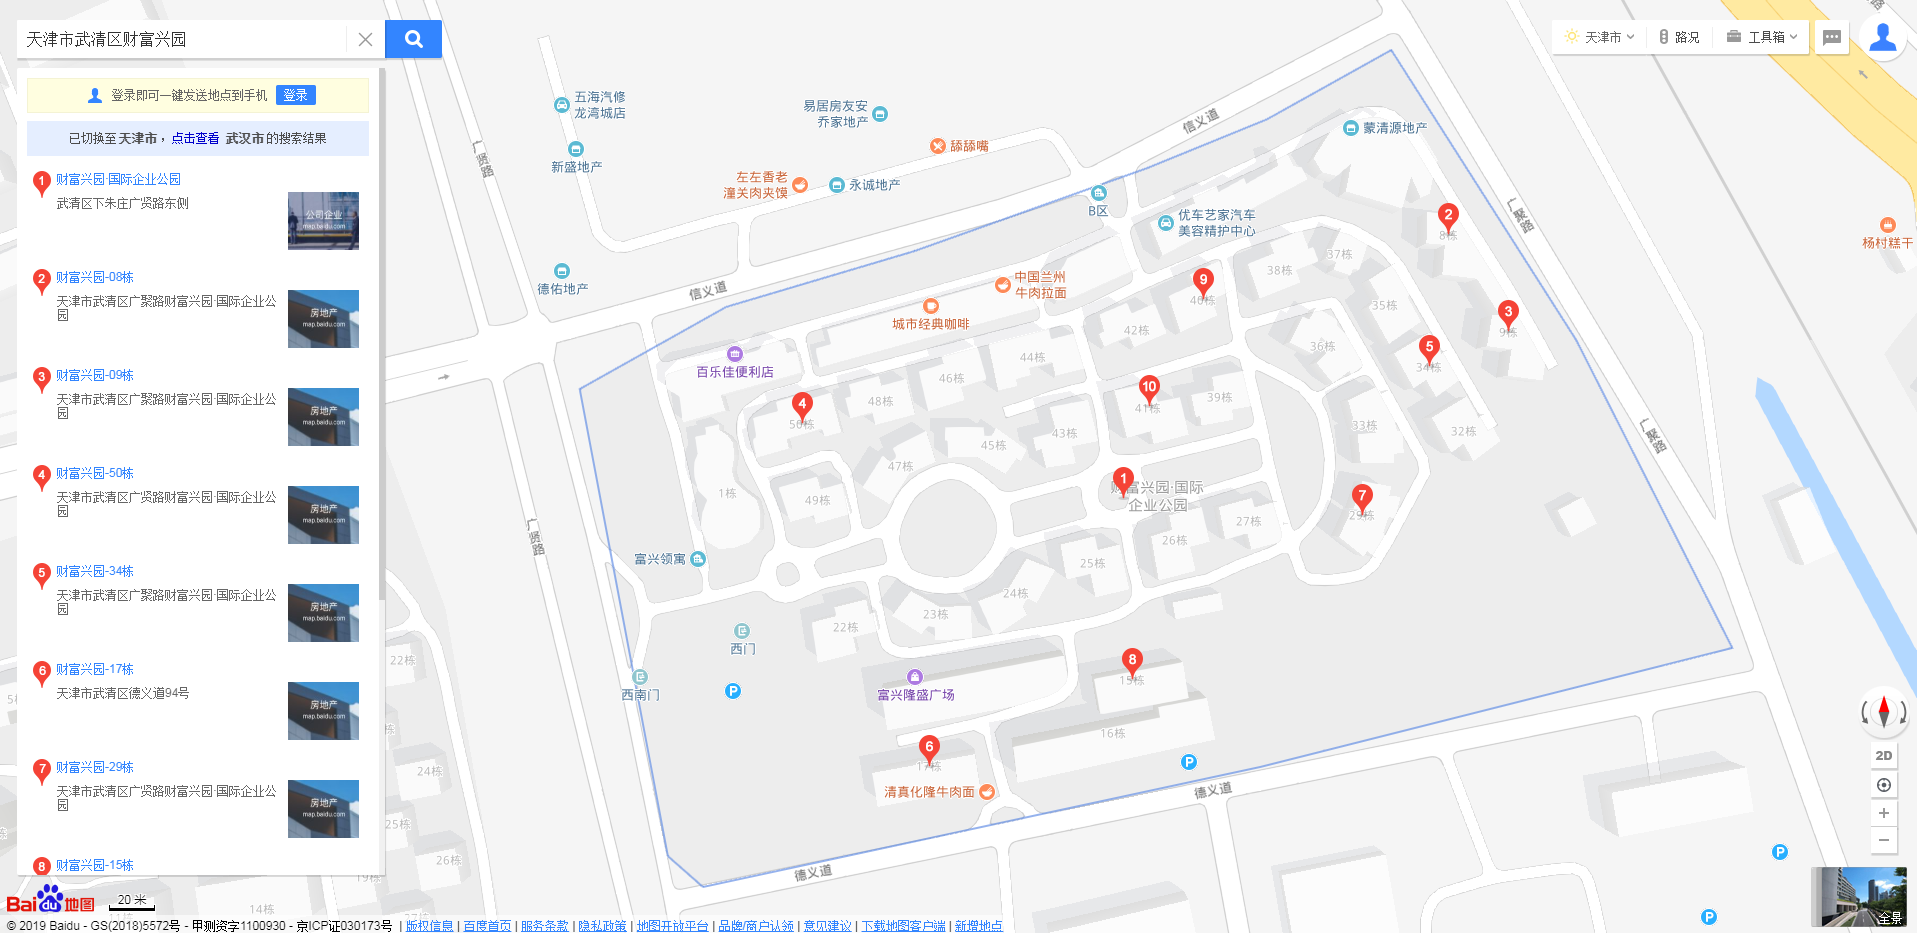 天津市武清区财富兴园
登录即可一键发送地点到手机 登录
已切换至天津市，点击查看 武汉市的搜索结果
1 财富兴园·国际企业公园
武清区下朱庄广贤路东侧
公司企业
map.baidu.com
2 财富兴园-08栋
天津市武清区广聚路财富兴园·国际企业公
园
房地产
map.baidu.com
3 财富兴园-09栋
天津市武清区广聚路财富兴园·国际企业公
园
房地产
map.baidu.com
4 财富兴园-50栋
天津市武清区广贤路财富兴园·国际企业公
园
房地产
map.baidu.com
5 财富兴园-34栋
天津市武清区广聚路财富兴园·国际企业公
园
房地产
map.baidu.com
6 财富兴园-17栋
天津市武清区德义道94号
房地产
map.baidu.com
7 财富兴园-29栋
天津市武清区广贤路财富兴园·国际企业公
园
房地产
map.baidu.com
8 财富兴园-15栋
天津市
路况
工具箱
五海汽修
龙湾城店
易居房友安
乔家地产
信义道
蒙清源地产
广贤路
新盛地产
舔舔嘴
左左香老
潼关肉夹馍
永诚地产
B区
优车艺家汽车
美容精护中心
广聚路
2
8栋
杨村糕干
德佑地产
信义道
中国兰州
牛肉拉面
9
40栋
38栋
37栋
35栋
3
9栋
城市经典咖啡
42栋
36栋
5
34栋
百乐佳便利店
44栋
46栋
48栋
10
41栋
39栋
4
50栋
43栋
45栋
33栋
32栋
广聚路
47栋
1栋
49栋
1
财富兴园·国际
企业公园
7
29栋
27栋
26栋
广贤路
富兴领寓
25栋
24栋
23栋
22栋
西门
西南门
P
富兴隆盛广场
8
15栋
16栋
P
6
17栋
清真化隆牛肉面
德义道
德义道
22栋
24栋
25栋
26栋
19栋
14栋
11栋
P
P
2D
全景
Bai du 地图
20 米
© 2019 Baidu - GS(2018)5572号 - 甲测资字1100930 - 京ICP证030173号 | 版权信息 | 百度首页 | 服务条款 | 隐私政策 | 地图开放平台 | 品牌/商户认领 | 意见建议 | 下载地图客户端 | 新增地点